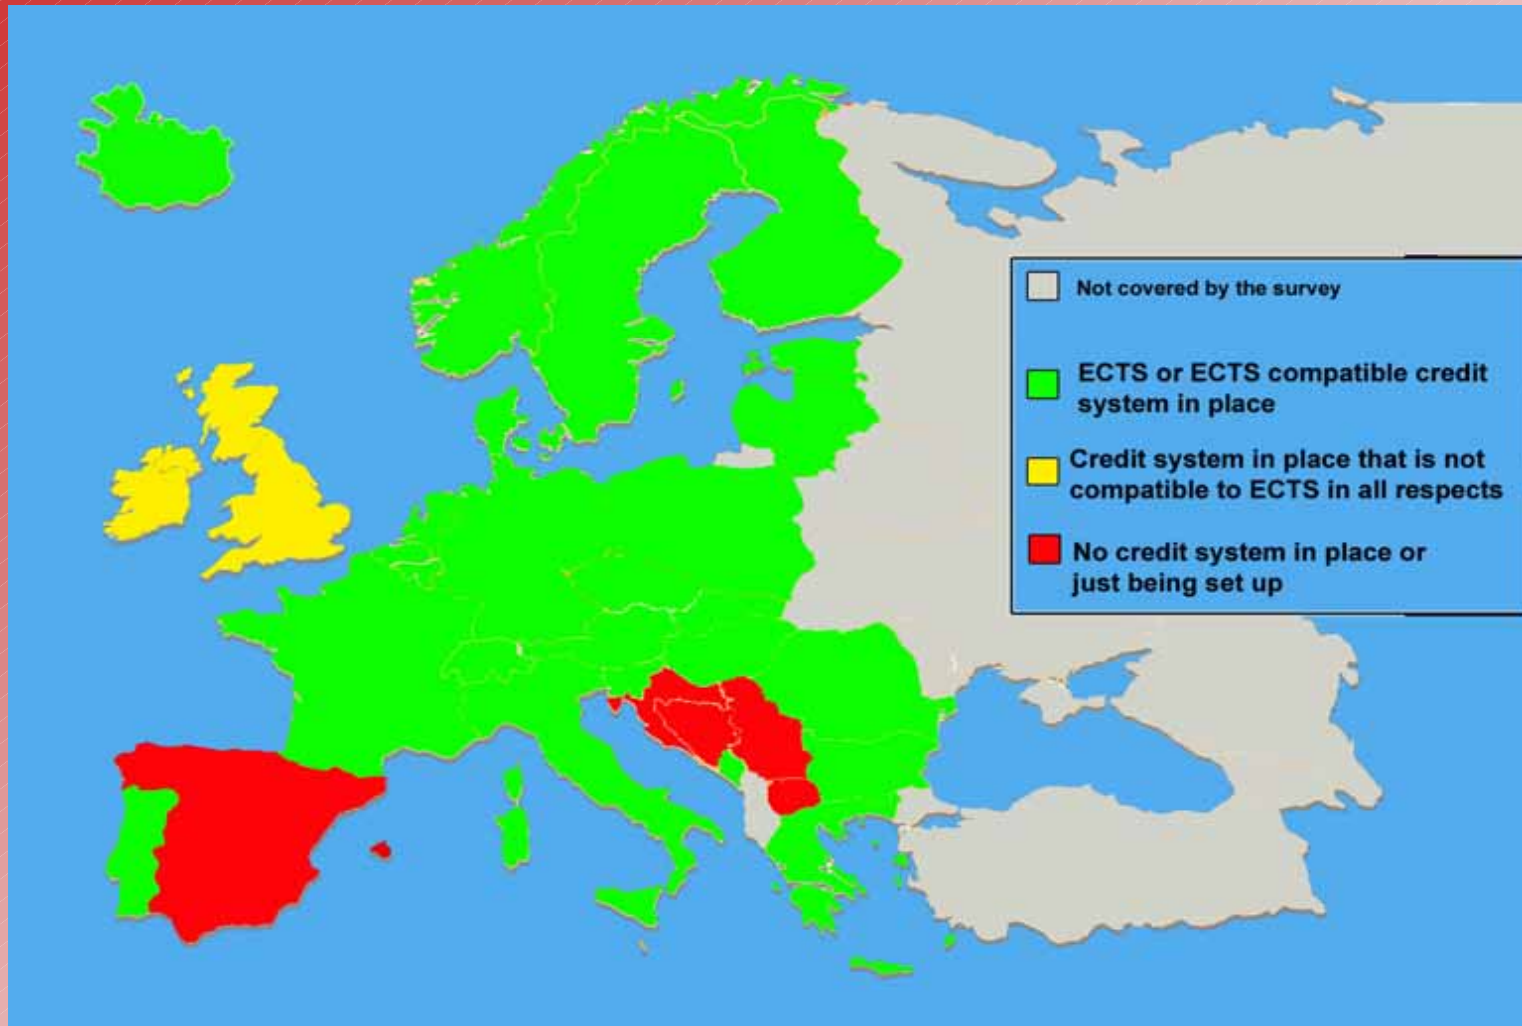 Not covered by the survey
ECTS or ECTS compatible credit
system in place
Credit system in place that is not
compatible to ECTS in all respects
No credit system in place or
just being set up